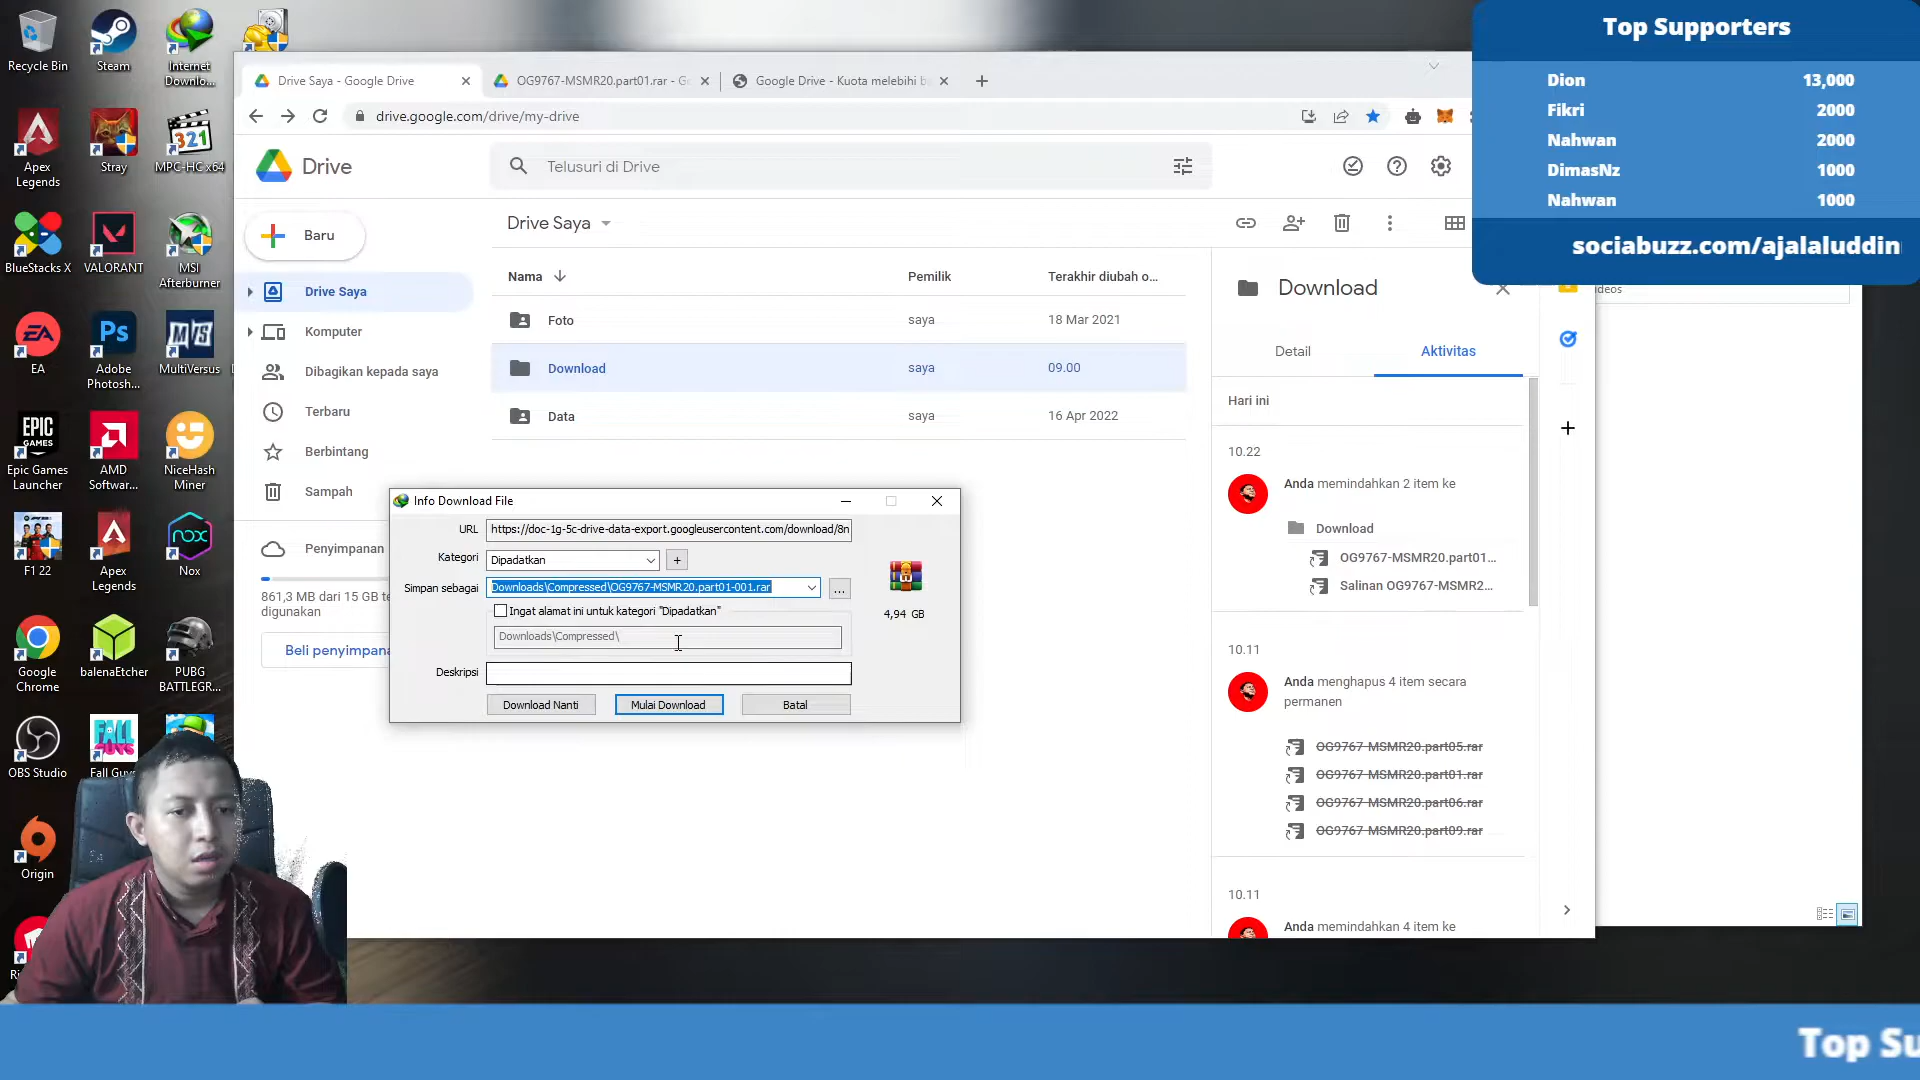 Recycle Bin
Steam
Internet
Downlo...
Apex
Legends
Stray
MPC-HC x64
BlueStacks X
VALORANT
MSI
Afterburner
EA
Adobe
Photosh...
MultiVersus
Epic Games
Launcher
AMD
Softwar...
NiceHash
Miner
F1 22
Apex
Legends
Nox
Google
Chrome
balenaEtcher
PUBG
BATTLEGR...
OBS Studio
Fall Guy
Origin
Drive Saya - Google Drive
OG9767-MSMR20.part01.rar - Go
Google Drive - Kuota melebihi ba
drive.google.com/drive/my-drive
Drive
Telusuri di Drive
Baru
Drive Saya
Komputer
Dibagikan kepada saya
Terbaru
Berbintang
Sampah
Penyimpanan
861,3 MB dari 15 GB te
digunakan
Beli penyimpana
Drive Saya
Nama
Pemilik
Terakhir diubah o...
Foto
saya
18 Mar 2021
Download
saya
09.00
Data
saya
16 Apr 2022
Info Download File
URL
https://doc-1g-5c-drive-data-export.googleusercontent.com/download/8n
Kategori
Dipadatkan
+
Simpan sebagai
Downloads\Compressed\OG9767-MSMR20.part01-001.rar
...
Ingat alamat ini untuk kategori "Dipadatkan"
Downloads\Compressed\
4,94 GB
Deskripsi
Download Nanti
Mulai Download
Batal
Download
Detail
Aktivitas
Hari ini
10.22
Anda memindahkan 2 item ke
Download
OG9767-MSMR20.part01...
Salinan OG9767-MSMR2...
10.11
Anda menghapus 4 item secara
permanen
OG9767-MSMR20.part05.rar
OG9767-MSMR20.part01.rar
OG9767-MSMR20.part06.rar
OG9767-MSMR20.part09.rar
10.11
Anda memindahkan 4 item ke
Top Supporters
Dion 13,000
Fikri 2000
Nahwan 2000
DimasNz 1000
Nahwan 1000
sociabuzz.com/ajalaluddin
deos
Top Su